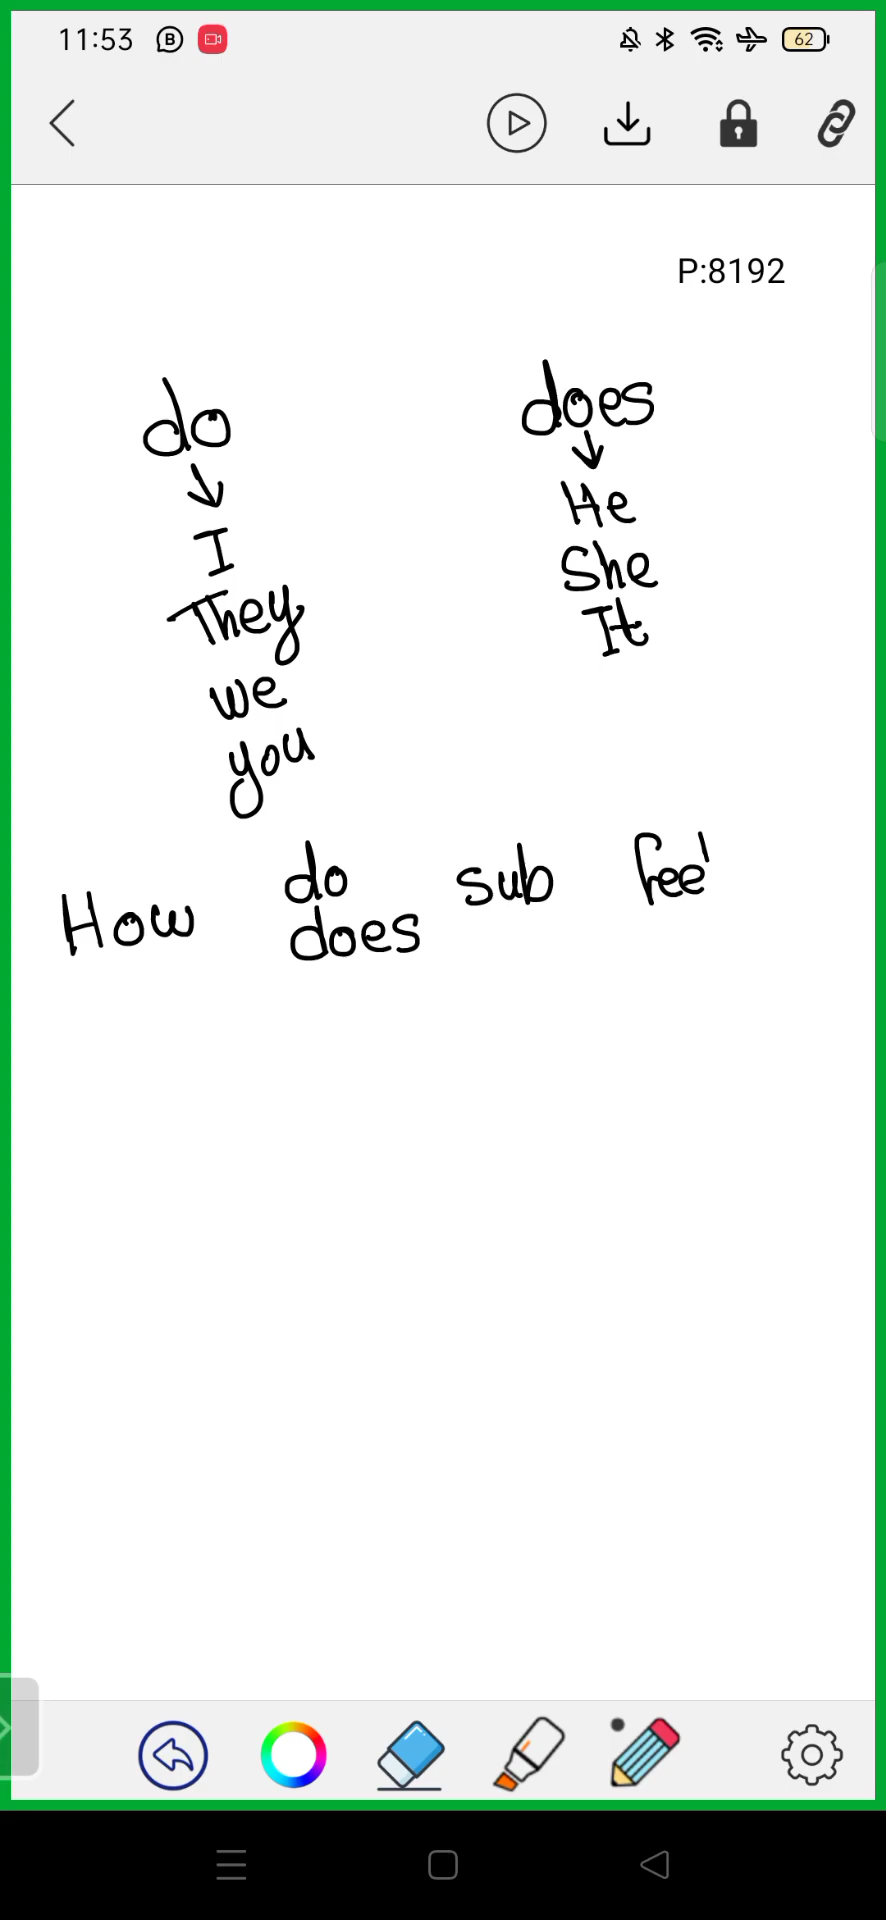 11:53
62
P:8192
do does
I He
They She
we It
you
How do sub feel
does